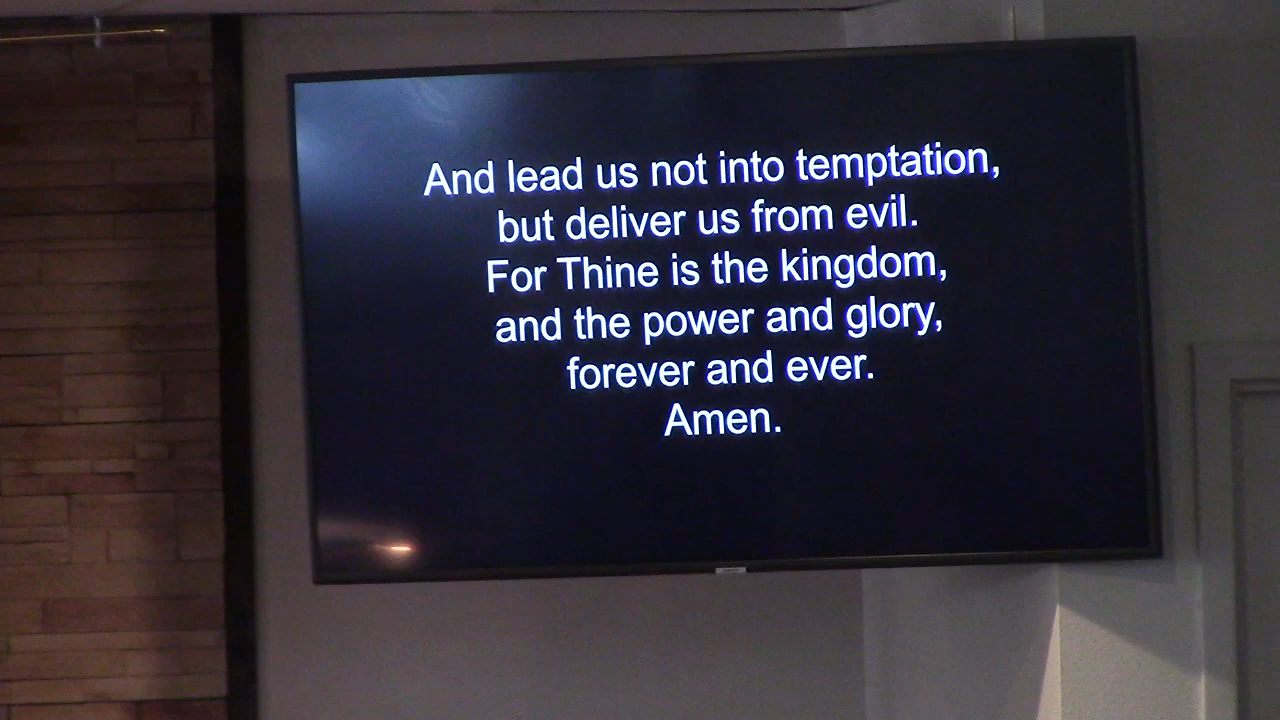 And lead us not into temptation,
but deliver us from evil.
For Thine is the kingdom,
and the power and glory,
forever and ever.
Amen.